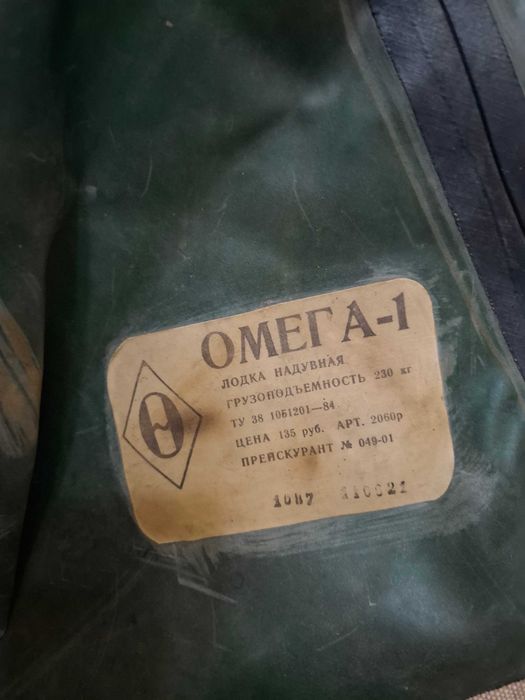 ОМЕГА-1
ЛОДКА НАДУВНАЯ
ГРУЗОПОДЪЕМНОСТЬ 230 кг
ТУ 38 1051201—84
ЦЕНА 135 руб. АРТ. 2060р
ПРЕЙСКУРАНТ № 049-01